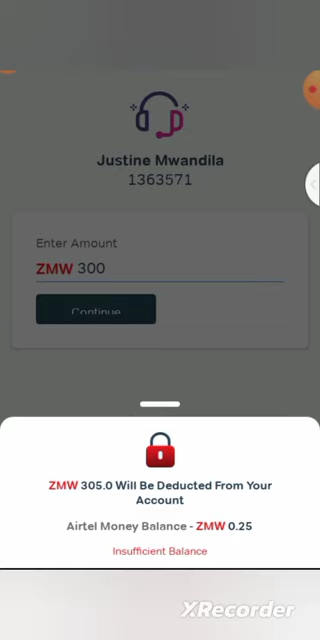 Justine Mwandila
1363571
Enter Amount
ZMW 300
Continue
ZMW 305.0 Will Be Deducted From Your
Account
Airtel Money Balance - ZMW 0.25
Insufficient Balance
XRecorder